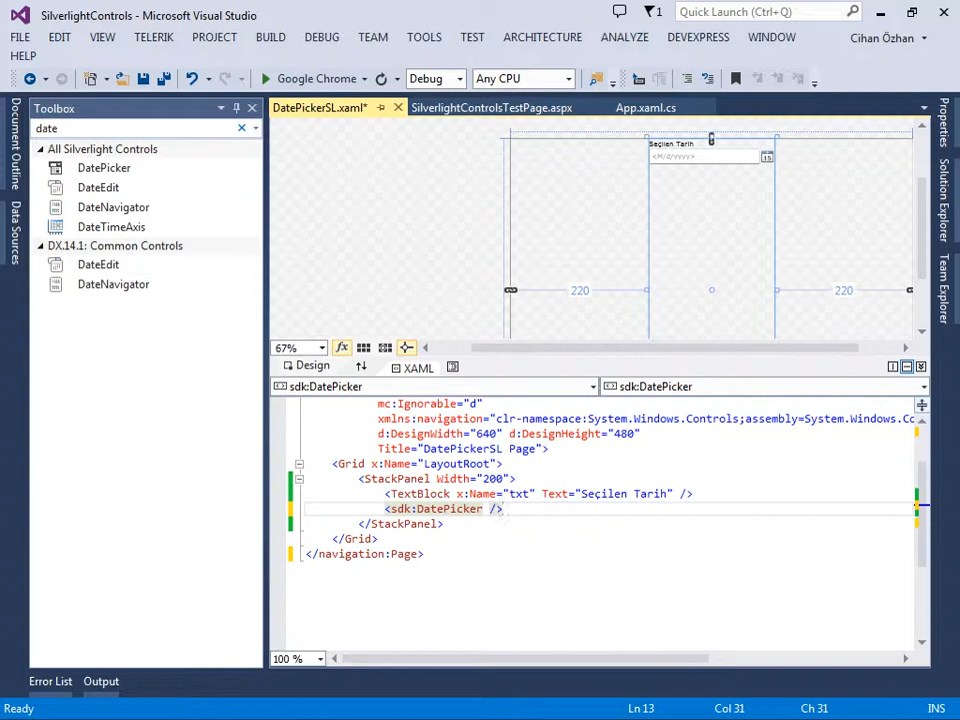 SilverlightControls - Microsoft Visual Studio
1
Quick Launch (Ctrl+Q)
FILE EDIT VIEW TELERIK PROJECT BUILD DEBUG TEAM TOOLS TEST ARCHITECTURE ANALYZE DEVEXPRESS WINDOW
Cihan Özhan
HELP
Google Chrome
Debug
Any CPU
Document Outline
Data Sources
Toolbox
date
All Silverlight Controls
DatePicker
DateEdit
DateNavigator
DateTimeAxis
DX.14.1: Common Controls
DateEdit
DateNavigator
DatePickerSL.xaml*
SilverlightControlsTestPage.aspx
App.xaml.cs
Seçilen Tarih
<M/d/yyyy>
15
220
220
67%
Design
XAML
sdk:DatePicker
sdk:DatePicker
mc:Ignorable="d"
xmlns:navigation="clr-namespace:System.Windows.Controls;assembly=System.Windows.Co
d:DesignWidth="640" d:DesignHeight="480"
Title="DatePickerSL Page">
<Grid x:Name="LayoutRoot">
<StackPanel Width="200">
<TextBlock x:Name="txt" Text="Seçilen Tarih" />
<sdk:DatePicker />
</StackPanel>
</Grid>
</navigation:Page>
100 %
Properties
Solution Explorer
Team Explorer
Error List
Output
Ready
Ln 13
Col 31
Ch 31
INS